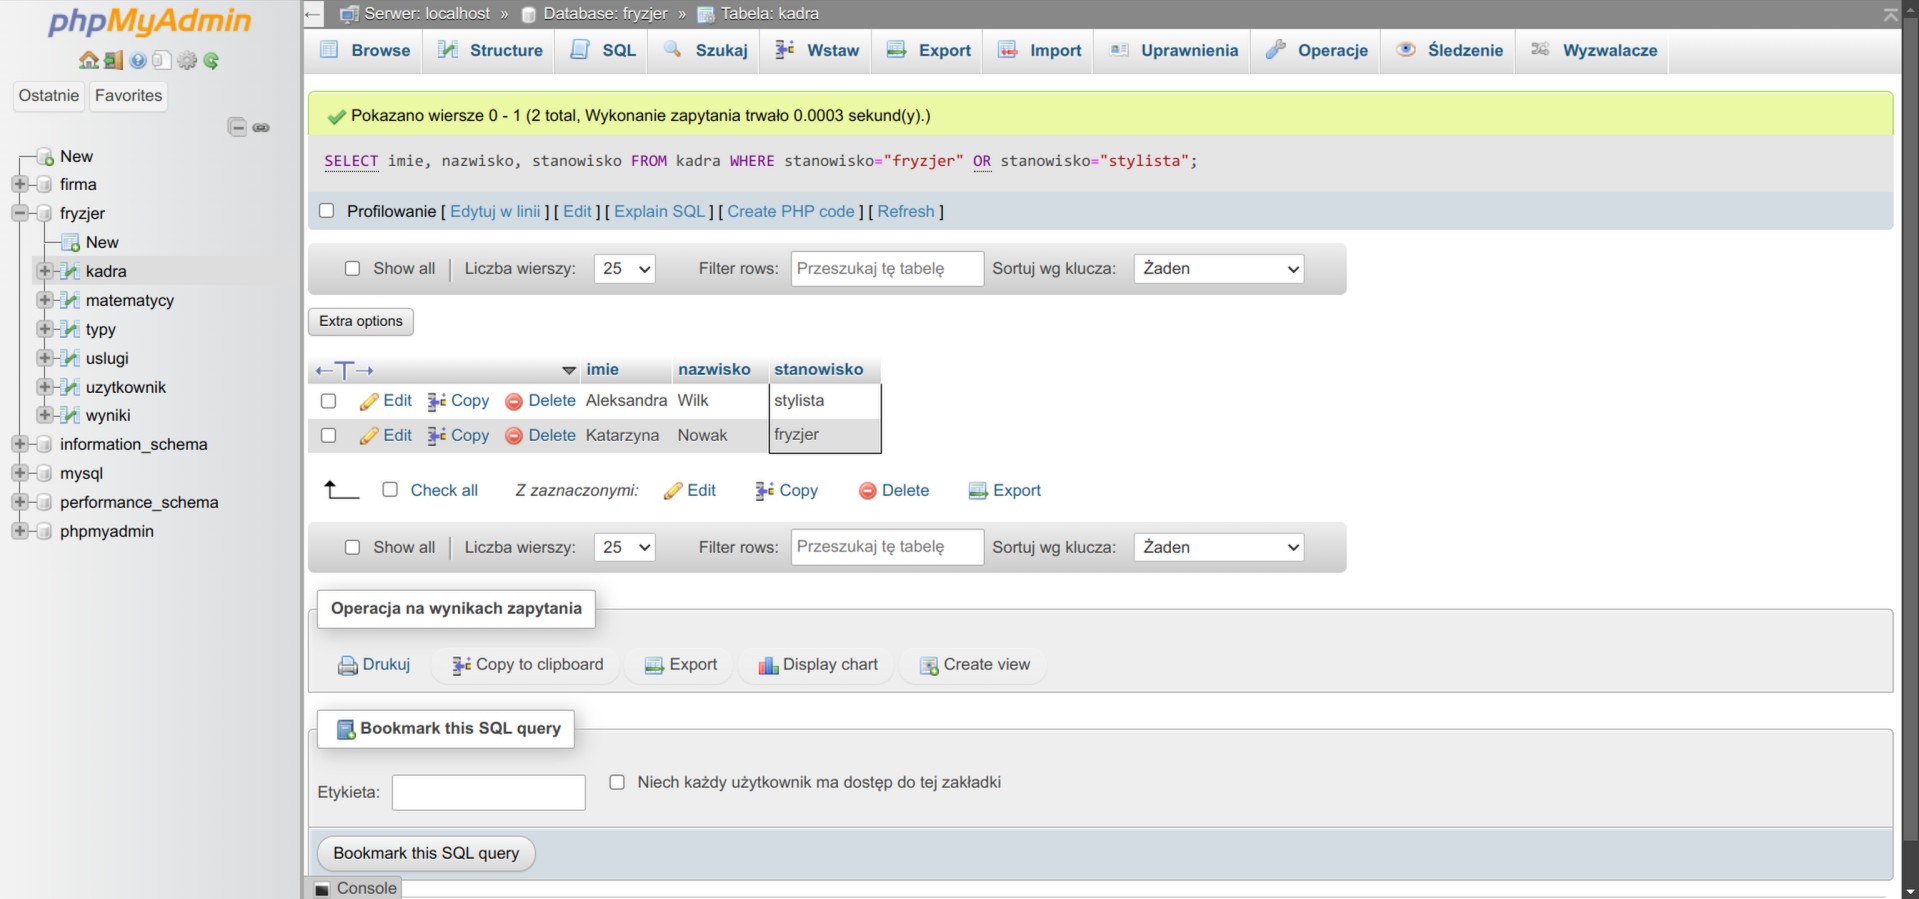 phpMyAdmin
Ostatnie Favorites
New
firma
fryzjer
New
kadra
matematycy
typy
uslugi
uzytkownik
wyniki
information_schema
mysql
performance_schema
phpmyadmin
Serwer: localhost » Database: fryzjer » Tabela: kadra
Browse Structure SQL Szukaj Wstaw Export Import Uprawnienia Operacje Śledzenie Wyzwalacze
Pokazano wiersze 0 - 1 (2 total, Wykonanie zapytania trwało 0.0003 sekund(y).)
SELECT imie, nazwisko, stanowisko FROM kadra WHERE stanowisko="fryzjer" OR stanowisko="stylista";
Profilowanie [ Edytuj w linii ] [ Edit ] [ Explain SQL ] [ Create PHP code ] [ Refresh ]
Show all Liczba wierszy: 25 Filter rows: Przeszukaj tę tabelę Sortuj wg klucza: Żaden
Extra options
imie nazwisko stanowisko
Edit Copy Delete Aleksandra Wilk stylista
Edit Copy Delete Katarzyna Nowak fryzjer
Check all Z zaznaczonymi: Edit Copy Delete Export
Show all Liczba wierszy: 25 Filter rows: Przeszukaj tę tabelę Sortuj wg klucza: Żaden
Operacja na wynikach zapytania
Drukuj Copy to clipboard Export Display chart Create view
Bookmark this SQL query
Etykieta: Niech każdy użytkownik ma dostęp do tej zakładki
Bookmark this SQL query
Console